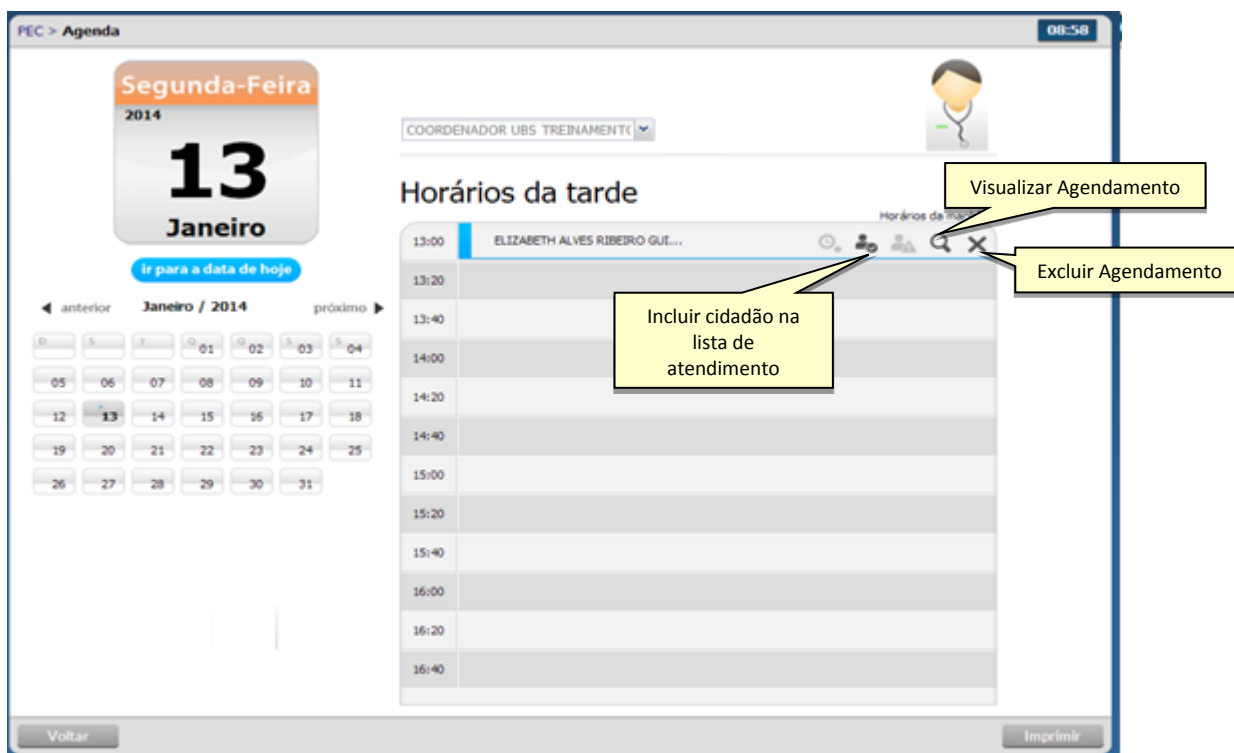 PEC > Agenda
08:58
Segunda-Feira
2014
13
Janeiro
ir para a data de hoje
anterior Janeiro / 2014 próximo
D S T Q 01 Q 02 S 03 S 04
05 06 07 08 09 10 11
12 13 14 15 16 17 18
19 20 21 22 23 24 25
26 27 28 29 30 31
COORDENADOR UBS TREINAMENTO
Horários da tarde
Horários da
Visualizar Agendamento
13:00 ELIZABETH ALVES RIBEIRO GUI...
Excluir Agendamento
13:20
Incluir cidadão na
lista de
atendimento
13:40
14:00
14:20
14:40
15:00
15:20
15:40
16:00
16:20
16:40
Voltar
Imprimir